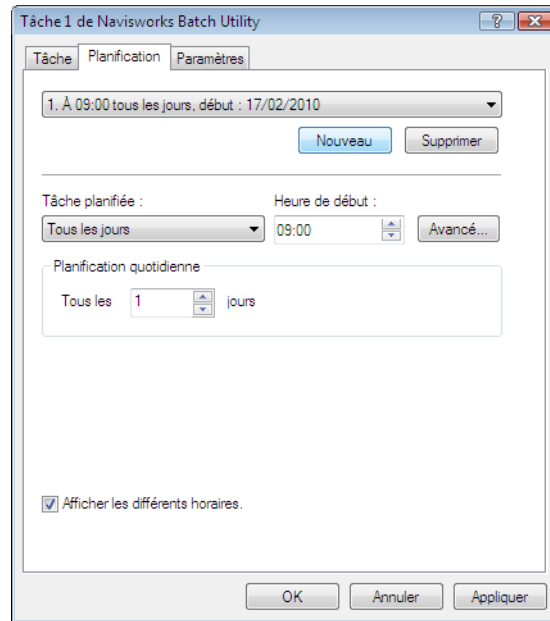 Tâche 1 de Navisworks Batch Utility
Tâche Planification Paramètres
1. À 09:00 tous les jours, début : 17/02/2010
Nouveau Supprimer
Tâche planifiée : Heure de début :
Tous les jours 09:00 Avancé...
Planification quotidienne
Tous les 1 jours
Afficher les différents horaires.
OK Annuler Appliquer